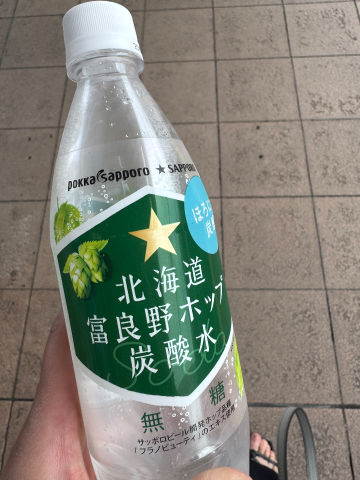 pokka sapporo ★ SAPPORO
ほろ
北海道
富良野ホップ
炭酸水
無糖
サッポロビール開発ホップ品種
「フラノビューティ」のエキス使用